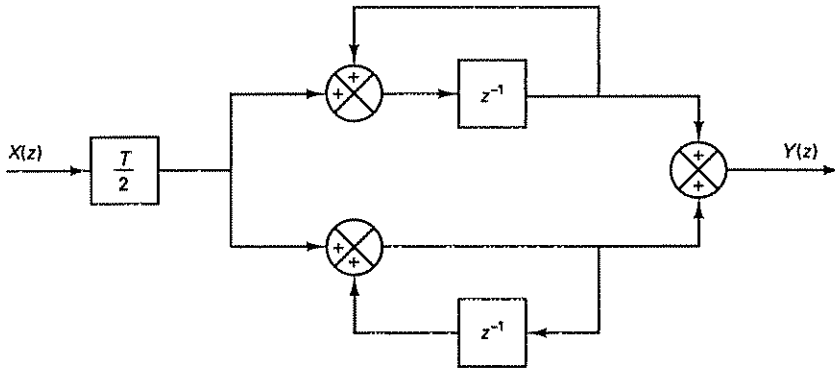 +
+
z⁻¹
X(z)
T
2
+
+
Y(z)
+
+
z⁻¹